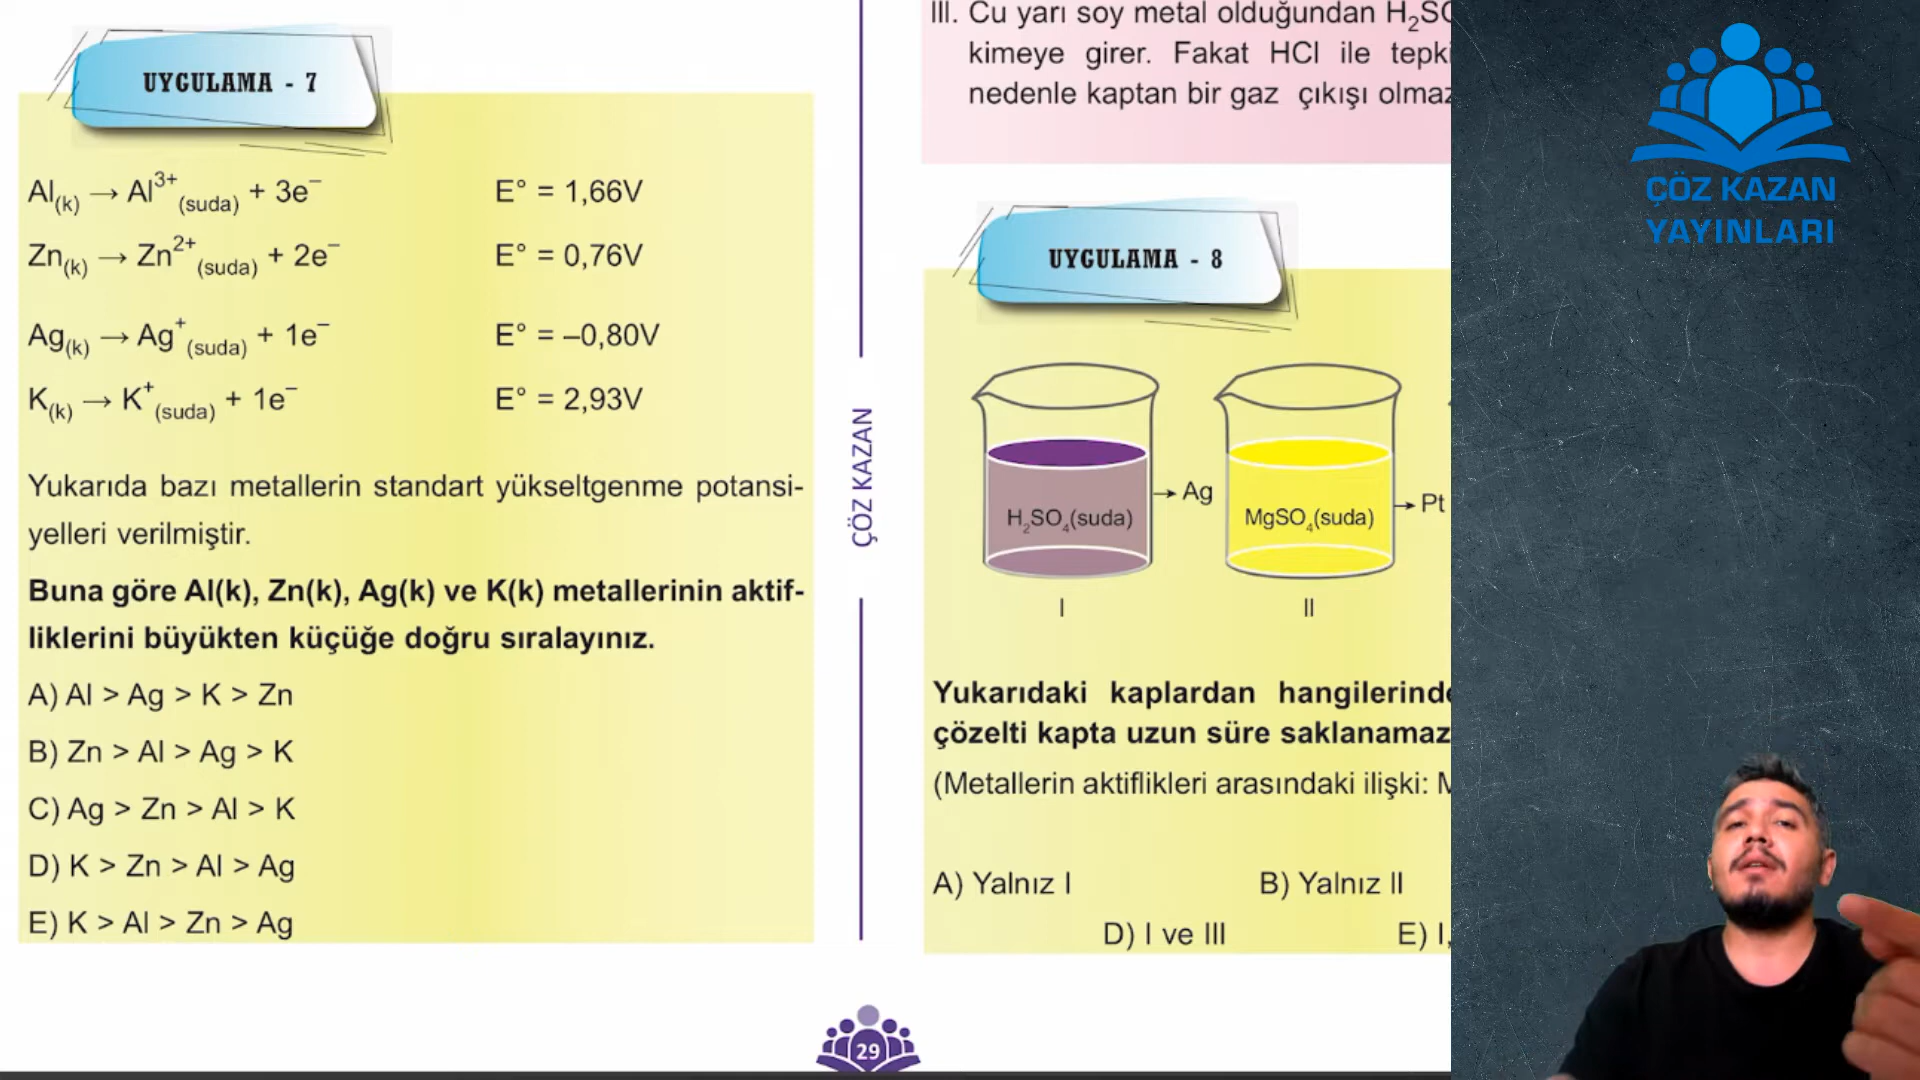 UYGULAMA - 7
Al(k) → Al³⁺(suda) + 3e⁻ E° = 1,66V
Zn(k) → Zn²⁺(suda) + 2e⁻ E° = 0,76V
Ag(k) → Ag⁺(suda) + 1e⁻ E° = –0,80V
K(k) → K⁺(suda) + 1e⁻ E° = 2,93V
Yukarıda bazı metallerin standart yükseltgenme potansi-
yelleri verilmiştir.
Buna göre Al(k), Zn(k), Ag(k) ve K(k) metallerinin aktif-
liklerini büyükten küçüğe doğru sıralayınız.
A) Al > Ag > K > Zn
B) Zn > Al > Ag > K
C) Ag > Zn > Al > K
D) K > Zn > Al > Ag
E) K > Al > Zn > Ag
ÇÖZ KAZAN
29
III. Cu yarı soy metal olduğundan
kimeye girer. Fakat HCl ile
nedenle kaptan bir gaz çıkışı
UYGULAMA - 8
H₂SO₄(suda)
Ag
I
MgSO₄(suda)
Pt
II
Yukarıdaki kaplardan
çözelti kapta uzun süre
(Metallerin aktiflikleri arasındaki ilişki:
A) Yalnız I B) Yalnız II
D) I ve III E) I,
ÇÖZ KAZAN
YAYINLARI